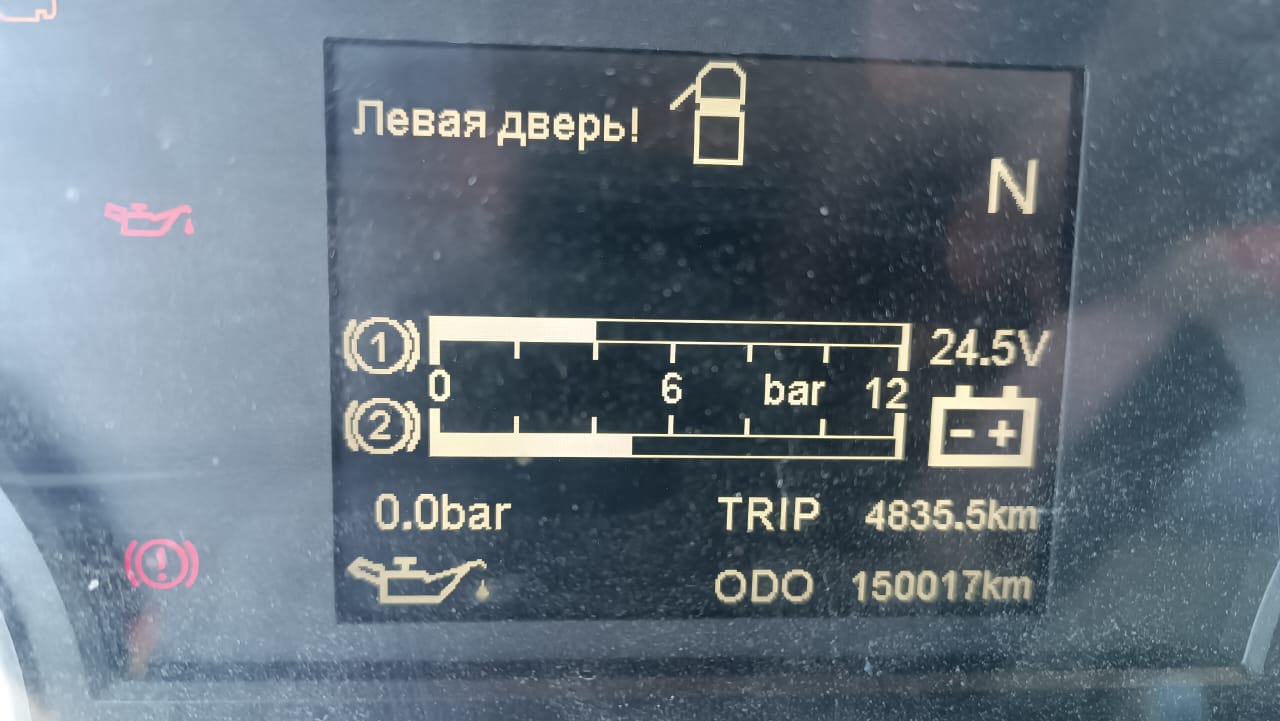 Левая дверь!
N
1
24.5V
0 6 bar 12
2
- +
0.0bar TRIP 4835.5km
ODO 150017km